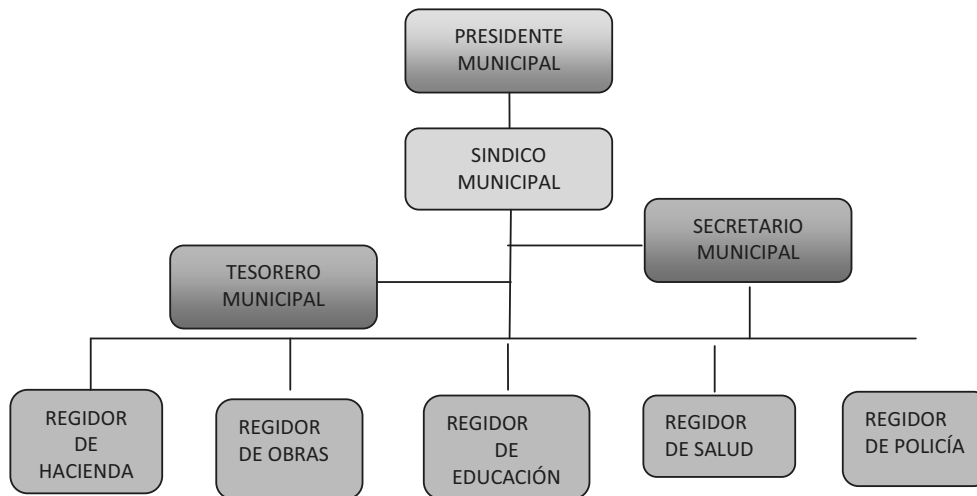 PRESIDENTE
MUNICIPAL
SINDICO
MUNICIPAL
SECRETARIO
MUNICIPAL
TESORERO
MUNICIPAL
REGIDOR
DE
HACIENDA
REGIDOR
DE OBRAS
REGIDOR
DE
EDUCACIÓN
REGIDOR
DE SALUD
REGIDOR
DE POLICÍA